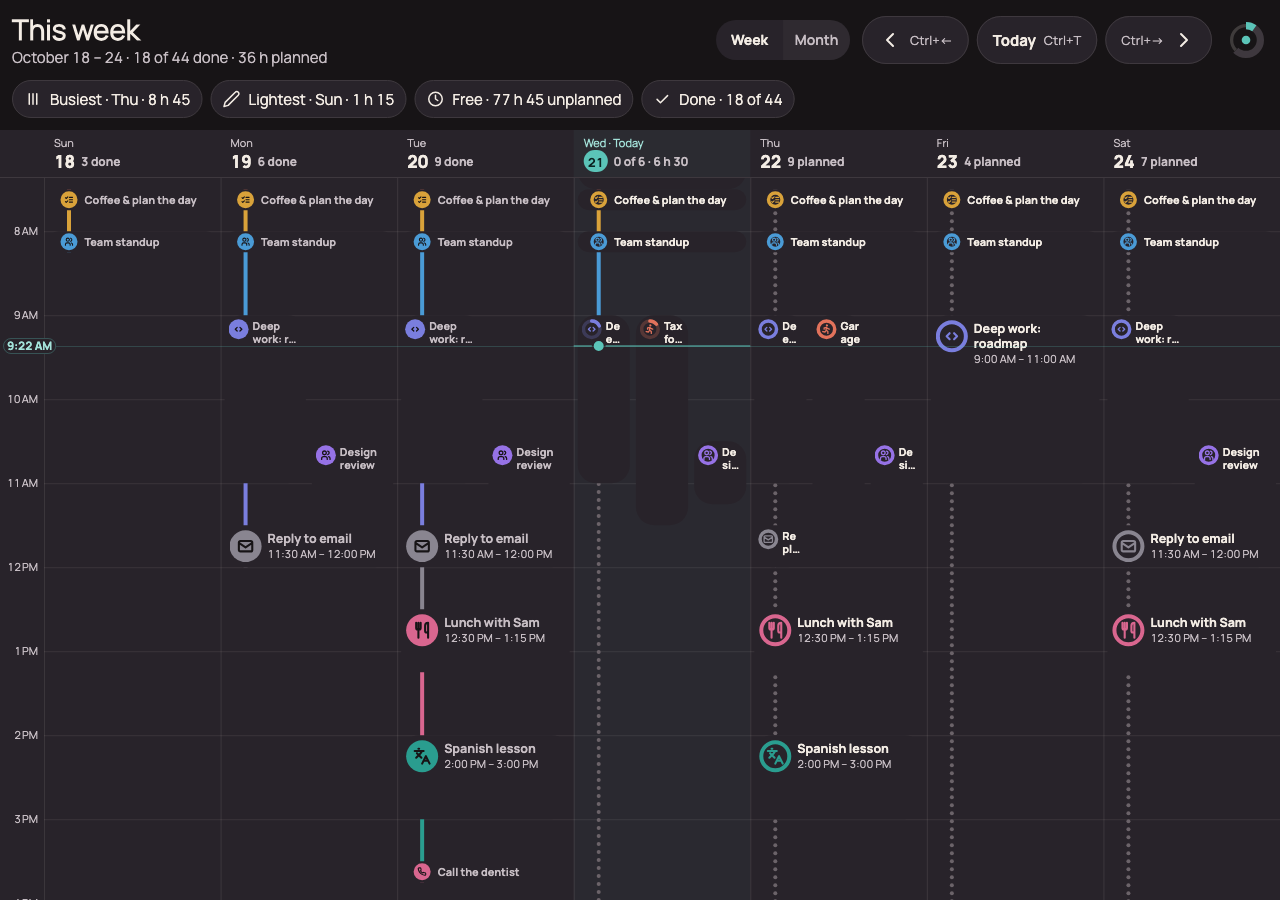 This week
October 18 – 24 · 18 of 44 done · 36 h planned
Week
Month
Ctrl+←
Today Ctrl+T
Ctrl+→
Busiest · Thu · 8 h 45
Lightest · Sun · 1 h 15
Free · 77 h 45 unplanned
Done · 18 of 44
Sun
18 3 done
Mon
19 6 done
Tue
20 9 done
Wed · Today
21 0 of 6 · 6 h 30
Thu
22 9 planned
Fri
23 4 planned
Sat
24 7 planned
Coffee & plan the day
Coffee & plan the day
Coffee & plan the day
Coffee & plan the day
Coffee & plan the day
Coffee & plan the day
Coffee & plan the day
8 AM
Team standup
Team standup
Team standup
Team standup
Team standup
Team standup
Team standup
9 AM
Deep
work: r…
Deep
work: r…
De
e…
Tax
fo…
De
e…
Gar
age
Deep work:
roadmap
9:00 AM – 11:00 AM
Deep
work: r…
9:22 AM
10 AM
Design
review
Design
review
De
si…
De
si…
Design
review
11 AM
Reply to email
11:30 AM – 12:00 PM
Reply to email
11:30 AM – 12:00 PM
Re
pl…
Reply to email
11:30 AM – 12:00 PM
12 PM
Lunch with Sam
12:30 PM – 1:15 PM
Lunch with Sam
12:30 PM – 1:15 PM
Lunch with Sam
12:30 PM – 1:15 PM
1 PM
2 PM
Spanish lesson
2:00 PM – 3:00 PM
Spanish lesson
2:00 PM – 3:00 PM
3 PM
Call the dentist